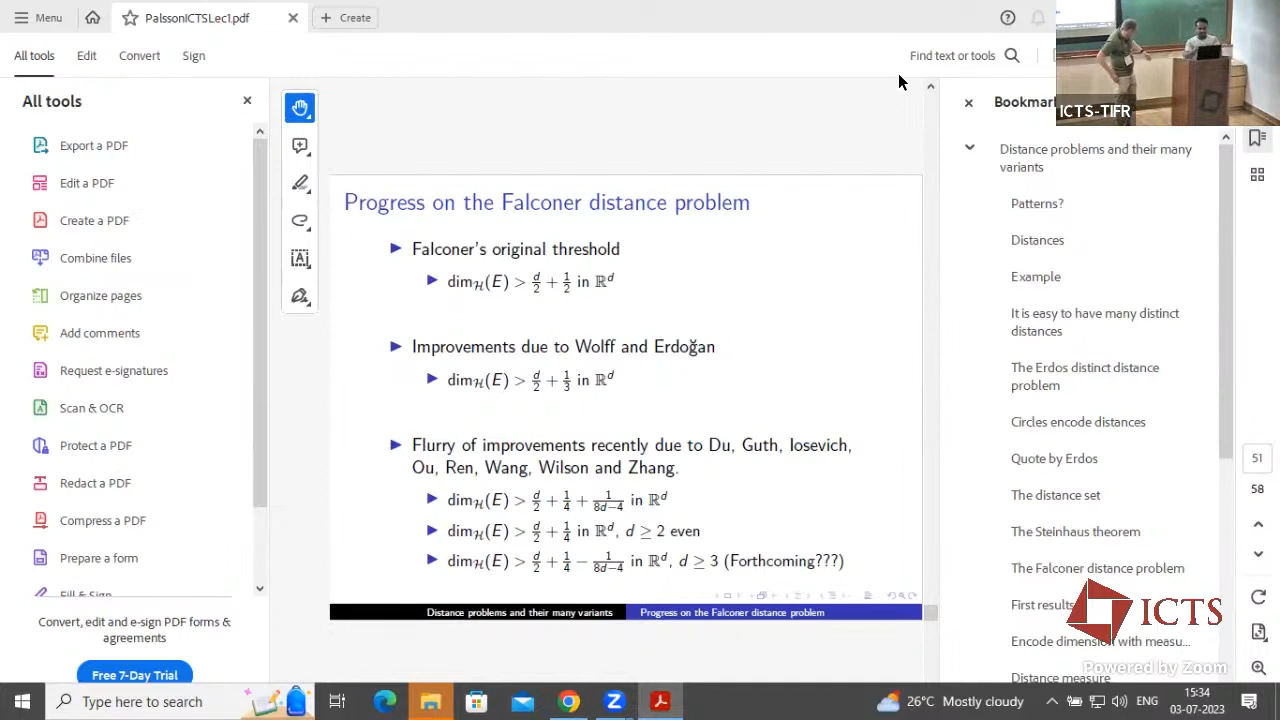 Menu
PalssonICTSLec1.pdf
Create
All tools
Edit
Convert
Sign
Find text or tools
ICTS-TIFR
All tools
Export a PDF
Edit a PDF
Create a PDF
Combine files
Organize pages
Add comments
Request e-signatures
Scan & OCR
Protect a PDF
Redact a PDF
Compress a PDF
Prepare a form
Fill & Sign
Convert, edit and e-sign PDF forms &
agreements
Free 7-Day Trial
Progress on the Falconer distance problem
Falconer's original threshold
dim_ℋ(E) > d/2 + 1/2 in ℝ^d
Improvements due to Wolff and Erdoğan
dim_ℋ(E) > d/2 + 1/3 in ℝ^d
Flurry of improvements recently due to Du, Guth, Iosevich,
Ou, Ren, Wang, Wilson and Zhang.
dim_ℋ(E) > d/2 + 1/4 + 1/(8d−4) in ℝ^d
dim_ℋ(E) > d/2 + 1/4 in ℝ^d, d ≥ 2 even
dim_ℋ(E) > d/2 + 1/4 − 1/(8d−4) in ℝ^d, d ≥ 3 (Forthcoming???)
Distance problems and their many variants
Progress on the Falconer distance problem
Distance problems and their many
variants
Patterns?
Distances
Example
It is easy to have many distinct
distances
The Erdos distinct distance
problem
Circles encode distances
Quote by Erdos
The distance set
The Steinhaus theorem
The Falconer distance problem
First results
Encode dimension with measu...
Distance measure
51
58
ICTS
Powered by Zoom
Type here to search
26°C Mostly cloudy
ENG
15:34
03-07-2023